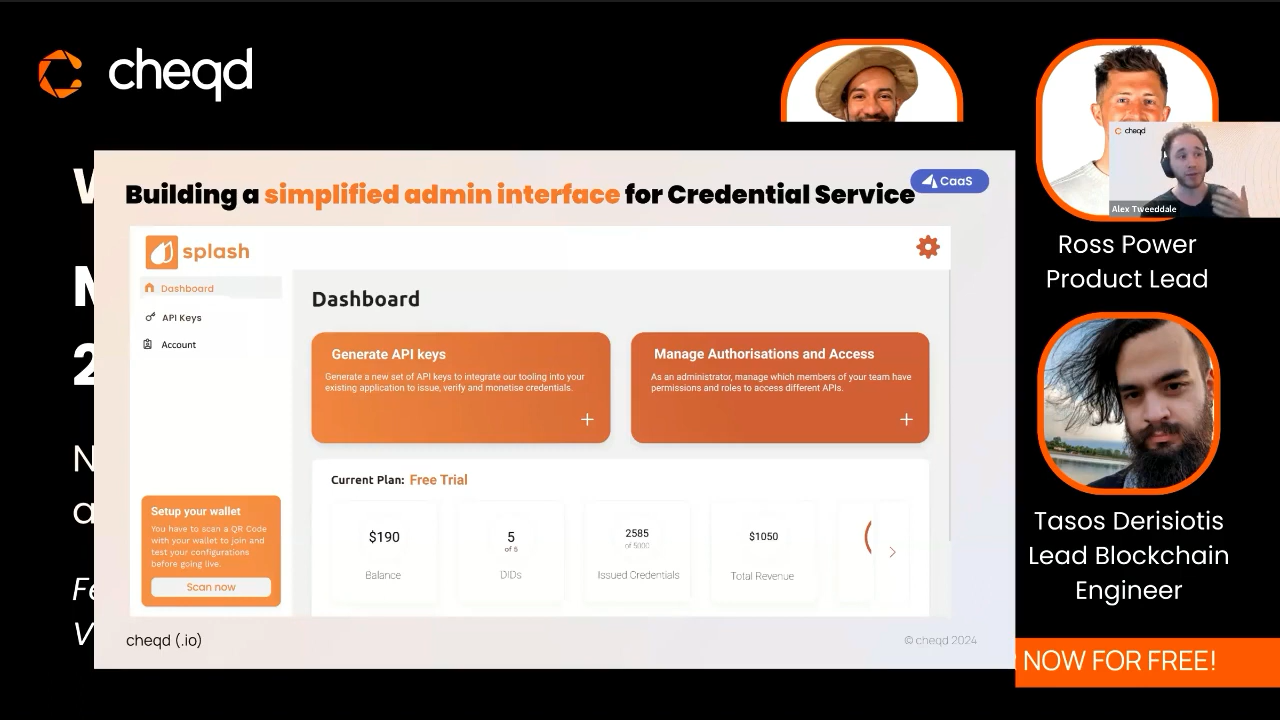 cheqd
cheqd
Alex Tweeddale
Ross Power
Product Lead
Tasos Derisiotis
Lead Blockchain
Engineer
NOW FOR FREE!
Building a simplified admin interface for Credential Service
CaaS
splash
Dashboard
API Keys
Account
Setup your wallet
You have to scan a QR Code
with your wallet to join and
test your configurations
before going live.
Scan now
Dashboard
Generate API keys
Generate a new set of API keys to integrate our tooling into your
existing application to issue, verify and monetise credentials.
Manage Authorisations and Access
As an administrator, manage which members of your team have
permissions and roles to access different APIs.
Current Plan: Free Trial
$190
Balance
5
of 5
DIDs
2585
of 5000
Issued Credentials
$1050
Total Revenue
cheqd (.io)
© cheqd 2024